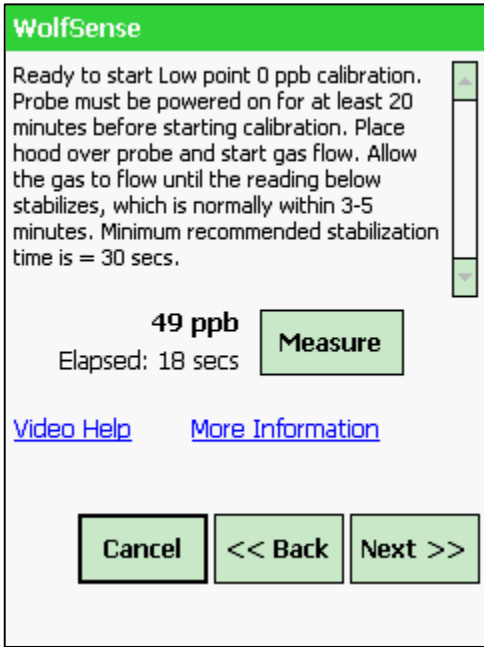 WolfSense
Ready to start Low point 0 ppb calibration.
Probe must be powered on for at least 20
minutes before starting calibration. Place
hood over probe and start gas flow. Allow
the gas to flow until the reading below
stabilizes, which is normally within 3-5
minutes. Minimum recommended stabilization
time is = 30 secs.
49 ppb
Elapsed: 18 secs
Measure
Video Help More Information
Cancel << Back Next >>